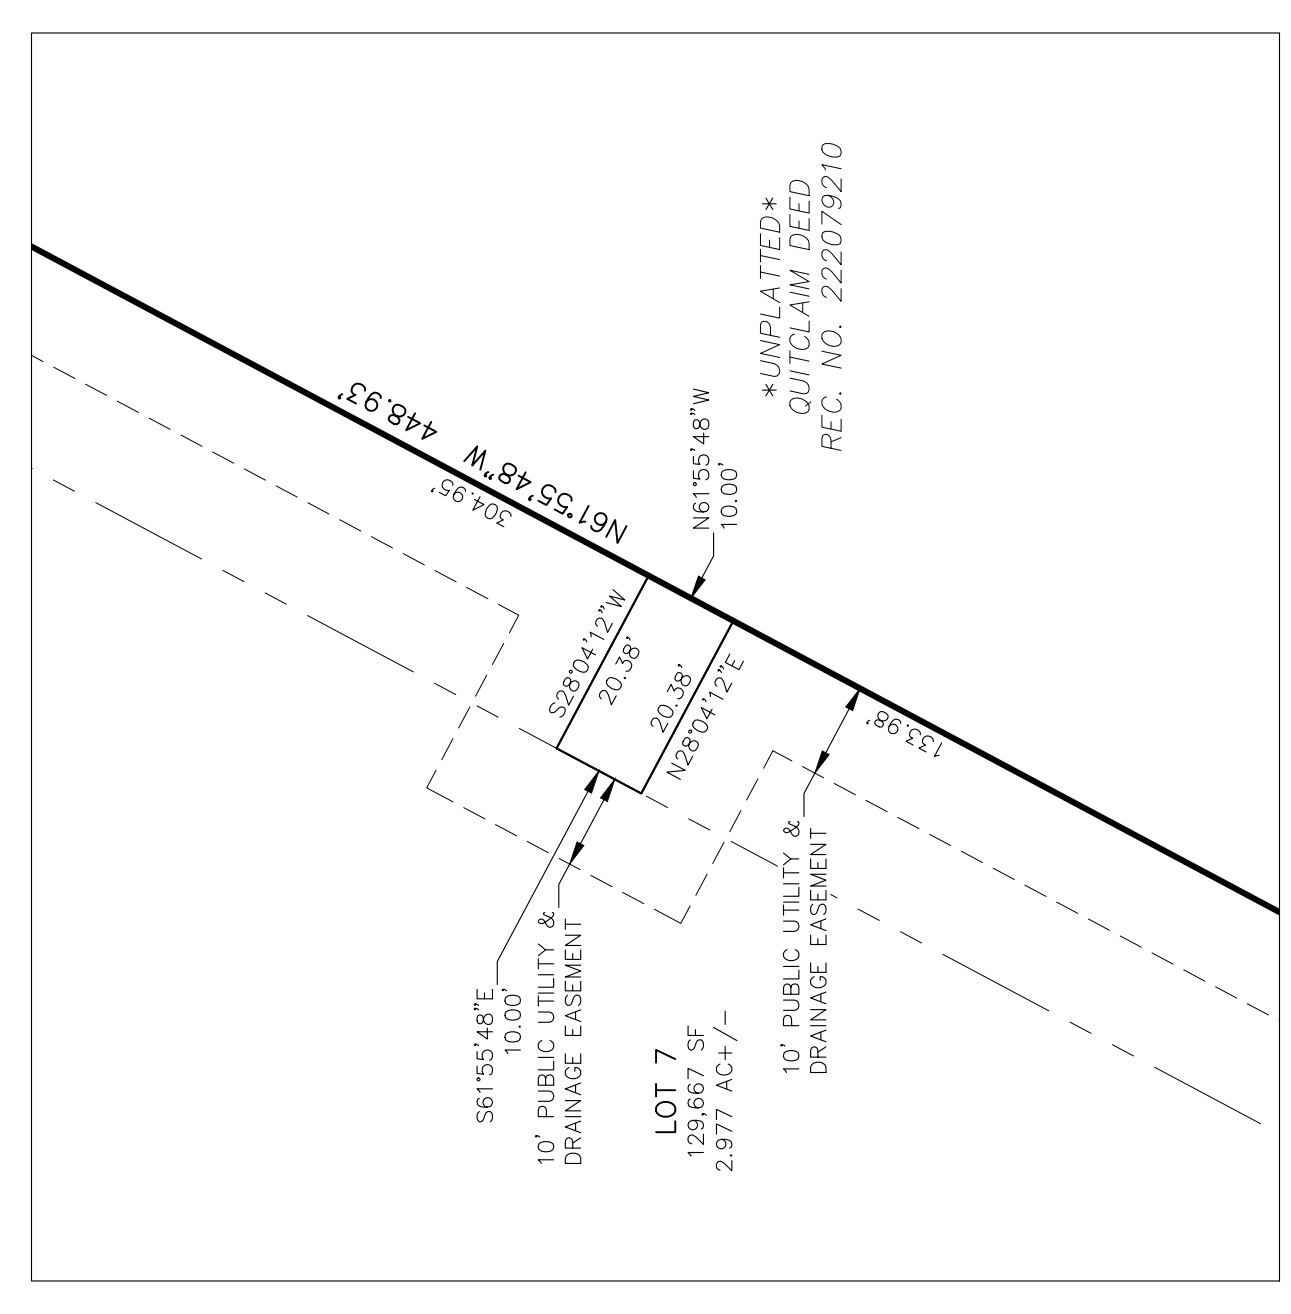 *UNPLATTED*
QUITCLAIM DEED
REC. NO. 222079210
448.93'
N61°55'48"W
304.95'
N61°55'48"W
10.00'
S28°04'12"W
20.38'
20.38'
N28°04'12"E
133.98'
S61°55'48"E
10.00'
10' PUBLIC UTILITY &
DRAINAGE EASEMENT
10' PUBLIC UTILITY &
DRAINAGE EASEMENT
LOT 7
129,667 SF
2.977 AC+/-